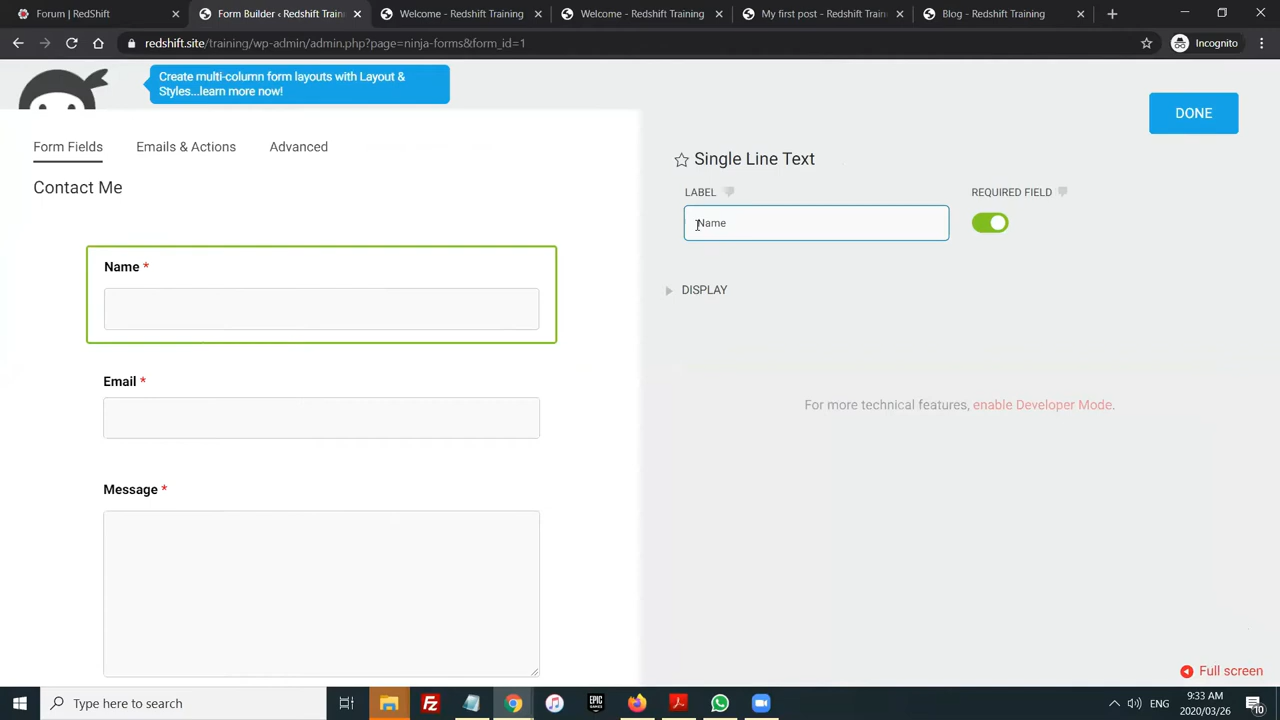 Forum | Redshift
Form Builder ‹ Redshift Traini
Welcome - Redshift Training
Welcome - Redshift Training
My first post - Redshift Trainin
Blog - Redshift Training
redshift.site/training/wp-admin/admin.php?page=ninja-forms&form_id=1
Incognito
Create multi-column form layouts with Layout &
Styles...learn more now!
DONE
Form Fields
Emails & Actions
Advanced
Single Line Text
Contact Me
LABEL
REQUIRED FIELD
Name
Name *
DISPLAY
Email *
For more technical features, enable Developer Mode.
Message *
Full screen
Type here to search
EPIC
GAMES
ENG
9:33 AM
2020/03/26
10